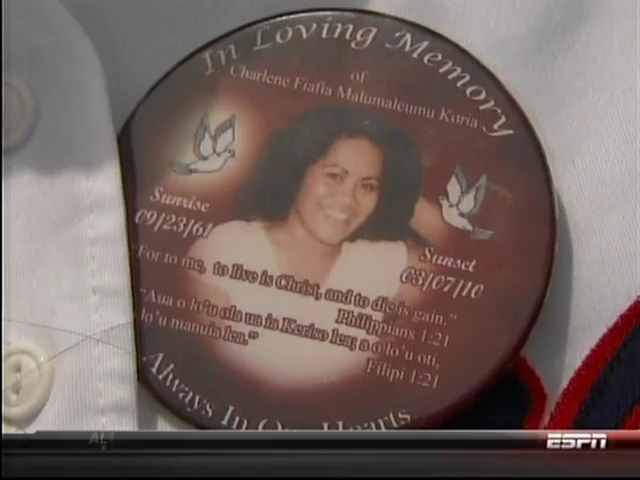 In Loving Memory
of
Charlene Fiafia Malumaleumu Koria
Sunrise
09/23/61
Sunset
03/07/10
"For to me, to live is Christ, and to die is gain."
Philippians 1:21
"Aua o lo'u ola ua ia Keriso lea; a o lo'u oti,
lo'u manuia lea."
Filipi 1:21
Always In Our Hearts
ESPN